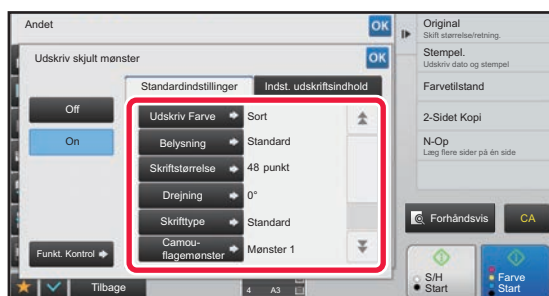 Andet
OK
Udskriv skjult mønster
OK
Standardindstillinger
Indst. udskriftsindhold
Off
On
Udskriv Farve
Sort
Belysning
Standard
Skriftstørrelse
48 punkt
Drejning
0°
Skrifttype
Standard
Camou-
flagemønster
Mønster 1
Funkt. Kontrol
Tilbage
4
A3
Original
Skift størrelse/retning.
Stempel.
Udskriv dato og stempel
Farvetilstand
2-Sidet Kopi
N-Op
Læg flere sider på én side
Forhåndsvis
CA
S/H
Start
Farve
Start